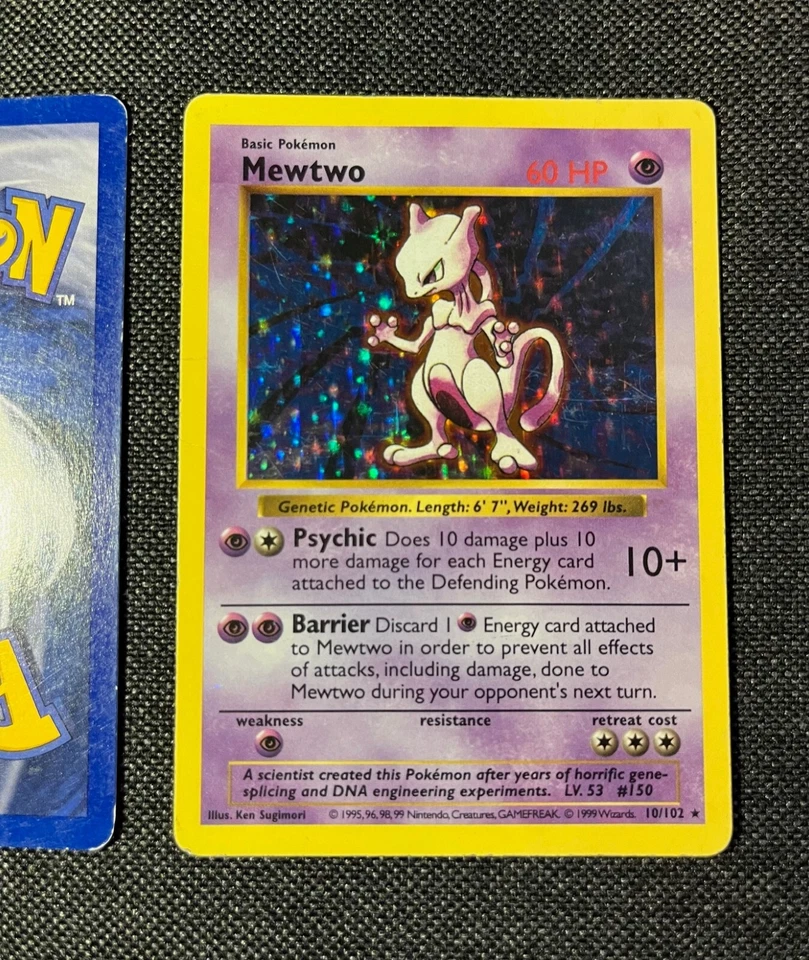 Basic Pokémon
Mewtwo 60 HP
Genetic Pokémon. Length: 6' 7", Weight: 269 lbs.
Psychic Does 10 damage plus 10
more damage for each Energy card
attached to the Defending Pokémon.
10+
Barrier Discard 1 Energy card attached
to Mewtwo in order to prevent all effects
of attacks, including damage, done to
Mewtwo during your opponent's next turn.
weakness resistance retreat cost
A scientist created this Pokémon after years of horrific gene-
splicing and DNA engineering experiments. LV. 53 #150
Illus. Ken Sugimori © 1995, 96, 98, 99 Nintendo, Creatures, GAMEFREAK. © 1999 Wizards. 10/102 ★
ON
TM